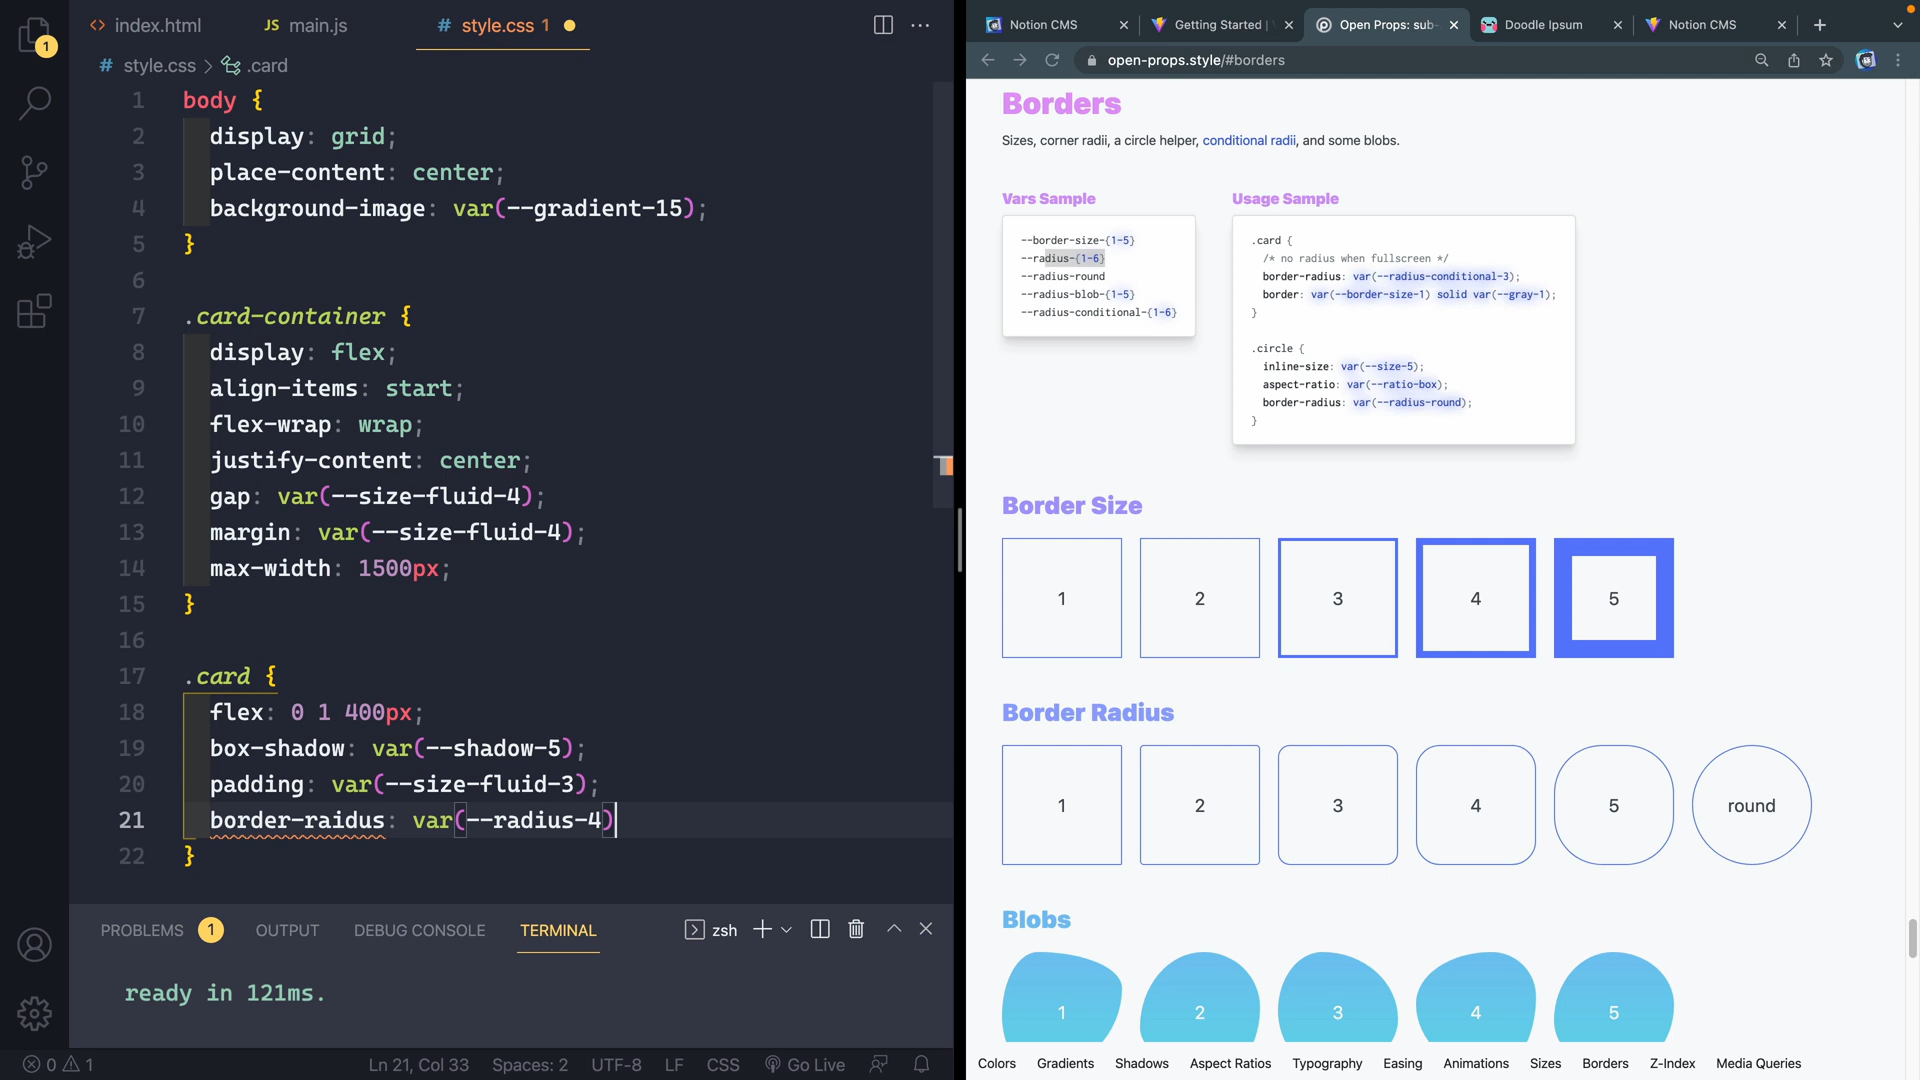 index.html
JS main.js
# style.css 1
# style.css > .card
1 body {
2 display: grid;
3 place-content: center;
4 background-image: var(--gradient-15);
5 }
6
7 .card-container {
8 display: flex;
9 align-items: start;
10 flex-wrap: wrap;
11 justify-content: center;
12 gap: var(--size-fluid-4);
13 margin: var(--size-fluid-4);
14 max-width: 1500px;
15 }
16
17 .card {
18 flex: 0 1 400px;
19 box-shadow: var(--shadow-5);
20 padding: var(--size-fluid-3);
21 border-raidus: var(--radius-4)
22 }
1
PROBLEMS 1
OUTPUT
DEBUG CONSOLE
TERMINAL
zsh
ready in 121ms.
0 1
Ln 21, Col 33
Spaces: 2
UTF-8
LF
CSS
Go Live
Notion CMS
Getting Started |
Open Props: sub-
Doodle Ipsum
Notion CMS
open-props.style/#borders
Borders
Sizes, corner radii, a circle helper, conditional radii, and some blobs.
Vars Sample
--border-size-{1-5}
--radius-{1-6}
--radius-round
--radius-blob-{1-5}
--radius-conditional-{1-6}
Usage Sample
.card {
/* no radius when fullscreen */
border-radius: var(--radius-conditional-3);
border: var(--border-size-1) solid var(--gray-1);
}
.circle {
inline-size: var(--size-5);
aspect-ratio: var(--ratio-box);
border-radius: var(--radius-round);
}
Border Size
1 2 3 4 5
Border Radius
1 2 3 4 5 round
Blobs
1 2 3 4 5
Colors Gradients Shadows Aspect Ratios Typography Easing Animations Sizes Borders Z-Index Media Queries